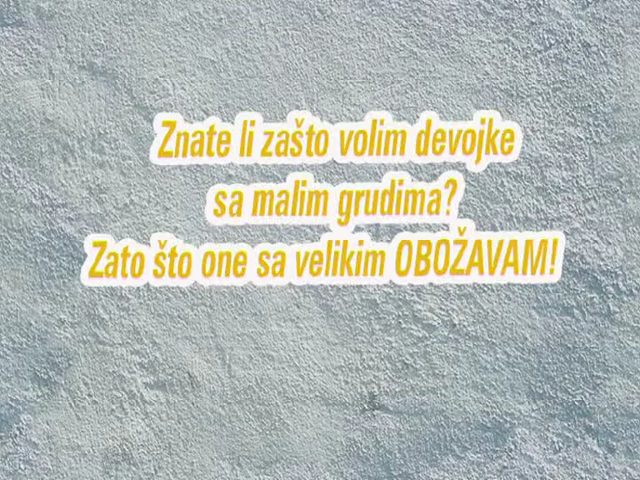 Znate li zašto volim devojke
sa malim grudima?
Zato što one sa velikim OBOŽAVAM!